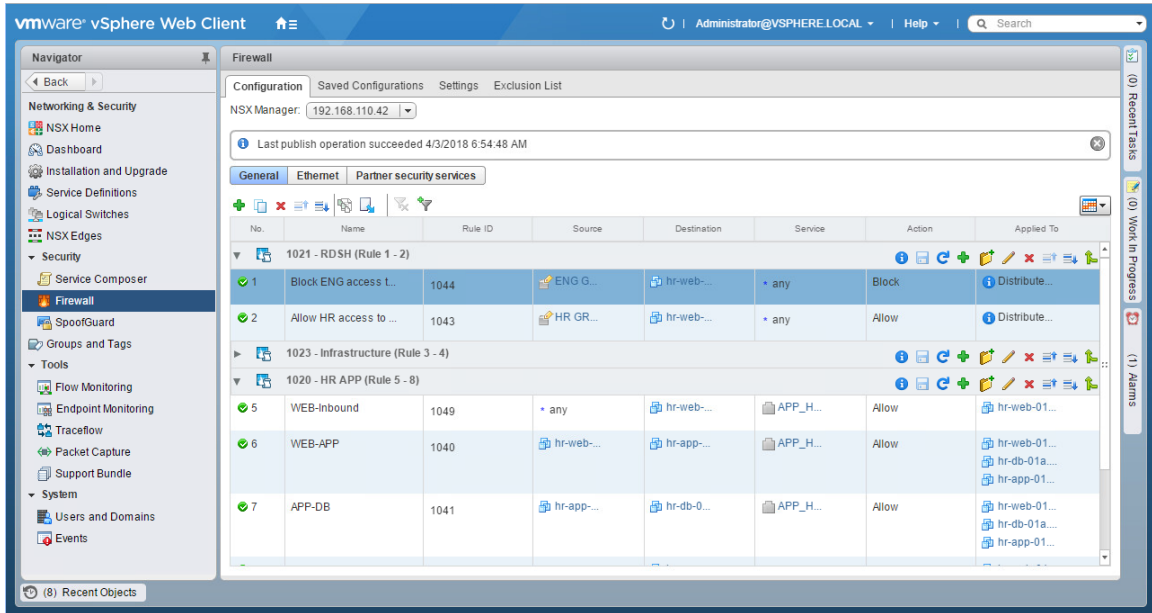 vmware® vSphere Web Client
Administrator@VSPHERE.LOCAL | Help | Search
Navigator
Back
Networking & Security
NSX Home
Dashboard
Installation and Upgrade
Service Definitions
Logical Switches
NSX Edges
Security
Service Composer
Firewall
SpoofGuard
Groups and Tags
Tools
Flow Monitoring
Endpoint Monitoring
Traceflow
Packet Capture
Support Bundle
System
Users and Domains
Events
(8) Recent Objects
Firewall
Configuration Saved Configurations Settings Exclusion List
NSX Manager: 192.168.110.42
Last publish operation succeeded 4/3/2018 6:54:48 AM
General Ethernet Partner security services
No. Name Rule ID Source Destination Service Action Applied To
1021 - RDSH (Rule 1 - 2)
1 Block ENG access t... 1044 ENG G... hr-web-... * any Block Distribute...
2 Allow HR access to ... 1043 HR GR... hr-web-... * any Allow Distribute...
1023 - Infrastructure (Rule 3 - 4)
1020 - HR APP (Rule 5 - 8)
5 WEB-Inbound 1049 * any hr-web-... APP_H... Allow hr-web-01...
6 WEB-APP 1040 hr-web-... hr-app-... APP_H... Allow hr-web-01...
hr-db-01a....
hr-app-01...
7 APP-DB 1041 hr-app-... hr-db-0... APP_H... Allow hr-web-01...
hr-db-01a....
hr-app-01...
(0) Recent Tasks
(0) Work In Progress
(1) Alarms